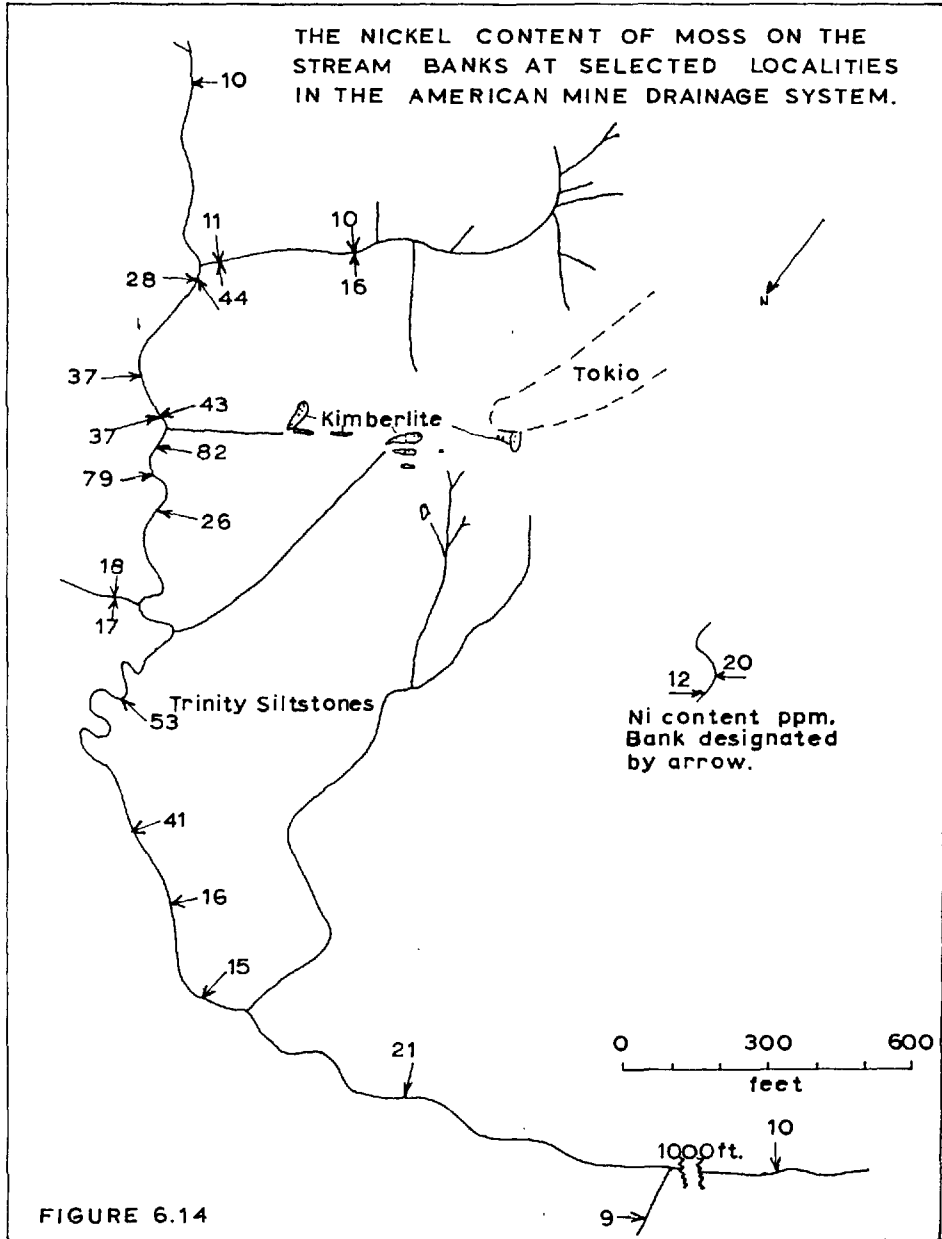 THE NICKEL CONTENT OF MOSS ON THE
STREAM BANKS AT SELECTED LOCALITIES
IN THE AMERICAN MINE DRAINAGE SYSTEM.
10
11
10
44
16
28
N
Tokio
37
43
Kimberlite
37
82
79
26
18
17
20
12
Trinity Siltstones
53
Ni content ppm.
Bank designated
by arrow.
41
16
15
21
0 300 600
feet
1000ft.
10
9
FIGURE 6.14